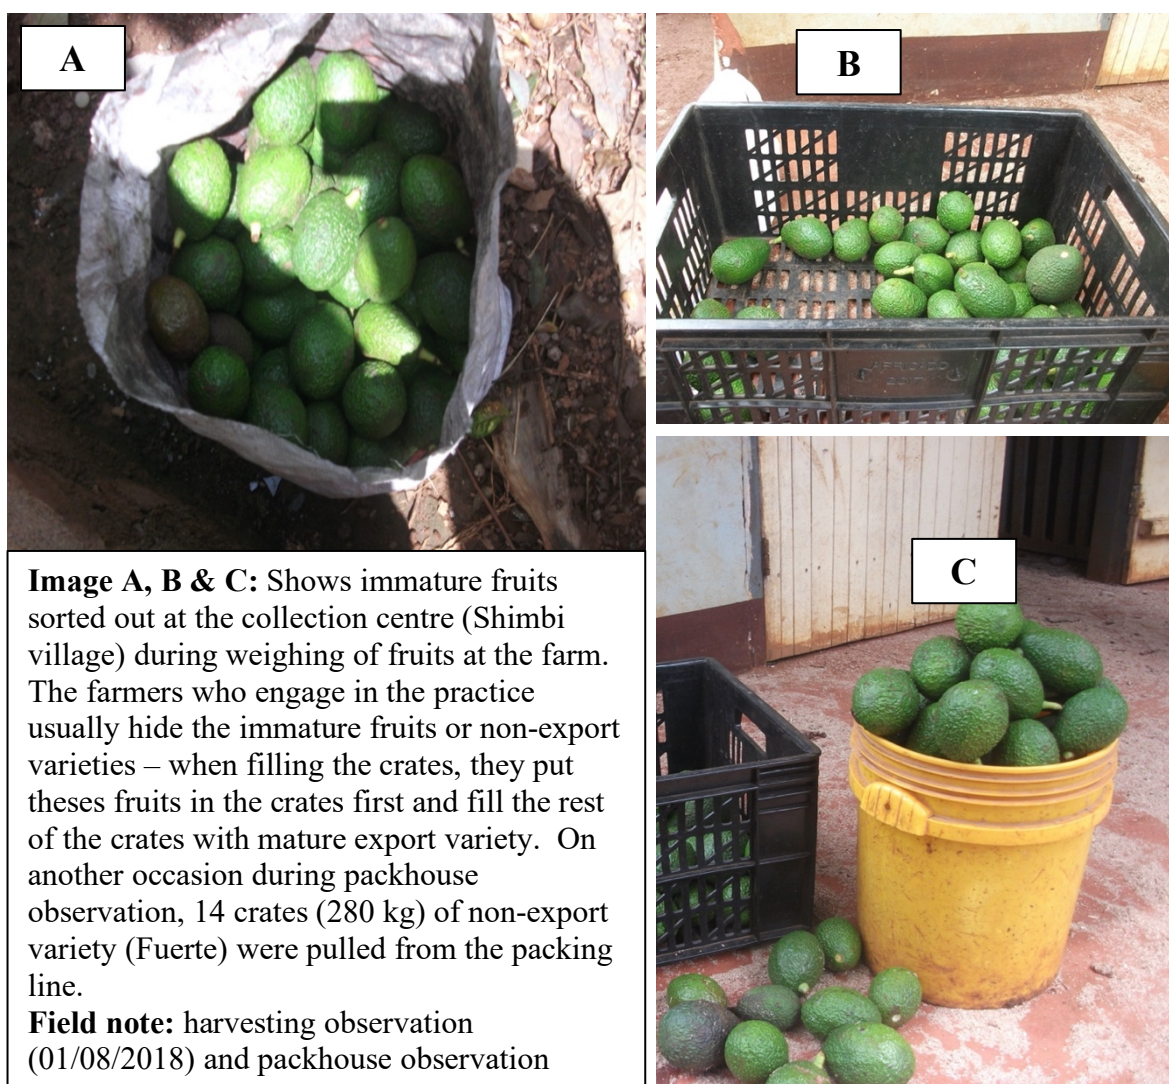 A
B
C
Image A, B & C: Shows immature fruits
sorted out at the collection centre (Shimbi
village) during weighing of fruits at the farm.
The farmers who engage in the practice
usually hide the immature fruits or non-export
varieties – when filling the crates, they put
theses fruits in the crates first and fill the rest
of the crates with mature export variety.  On
another occasion during packhouse
observation, 14 crates (280 kg) of non-export
variety (Fuerte) were pulled from the packing
line.
Field note: harvesting observation
(01/08/2018) and packhouse observation